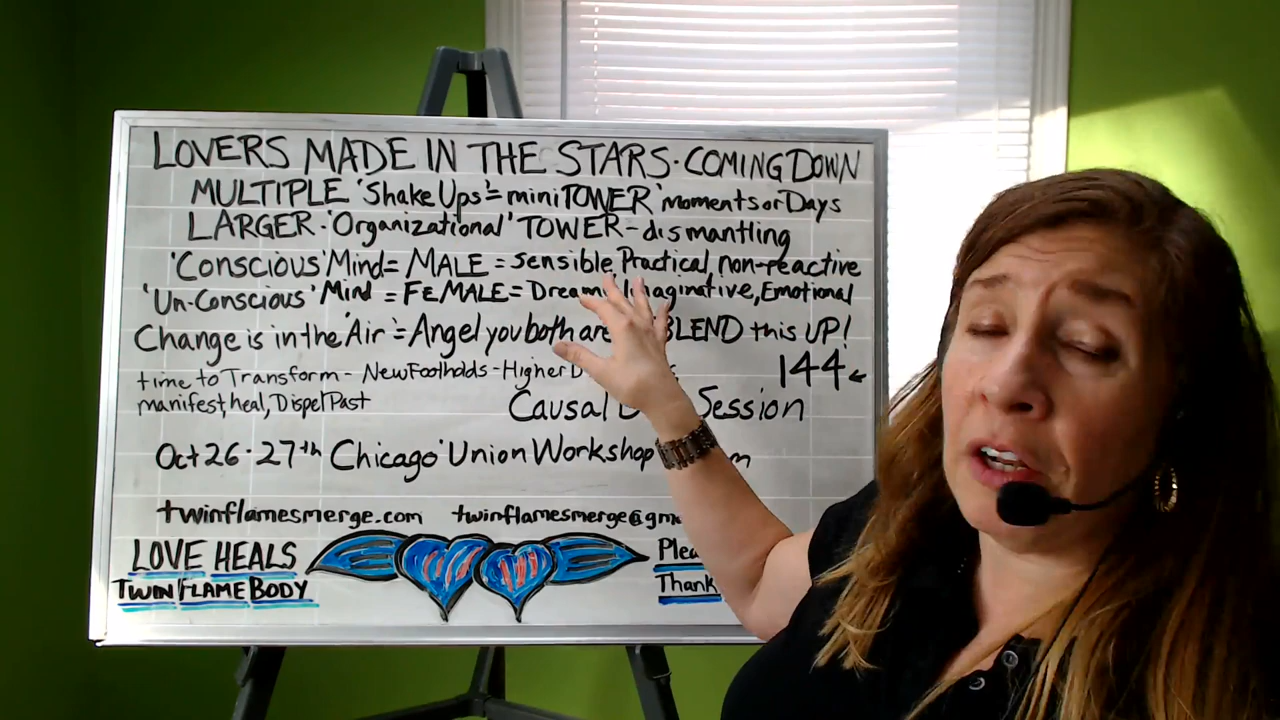 LOVERS MADE IN THE STARS·COMING DOWN
MULTIPLE 'Shake Ups'= mini TOWER' moments or Days
LARGER·'Organizational' TOWER-dismantling
'Conscious' Mind= MALE = sensible, Practical, non-reactive
'Un-Conscious' Mind = FEMALE= Imaginative, Emotional
Change is in the 'Air'= Angel you both are BLEND this UP!
144
time to Transform - New Footholds - Higher
manifest, heal, Dispel Past
Causal Session
Oct 26·27th Chicago 'Union Workshop
twinflamesmerge.com twinflamesmerge@gm
LOVE HEALS
TWIN FLAME BODY
Thank